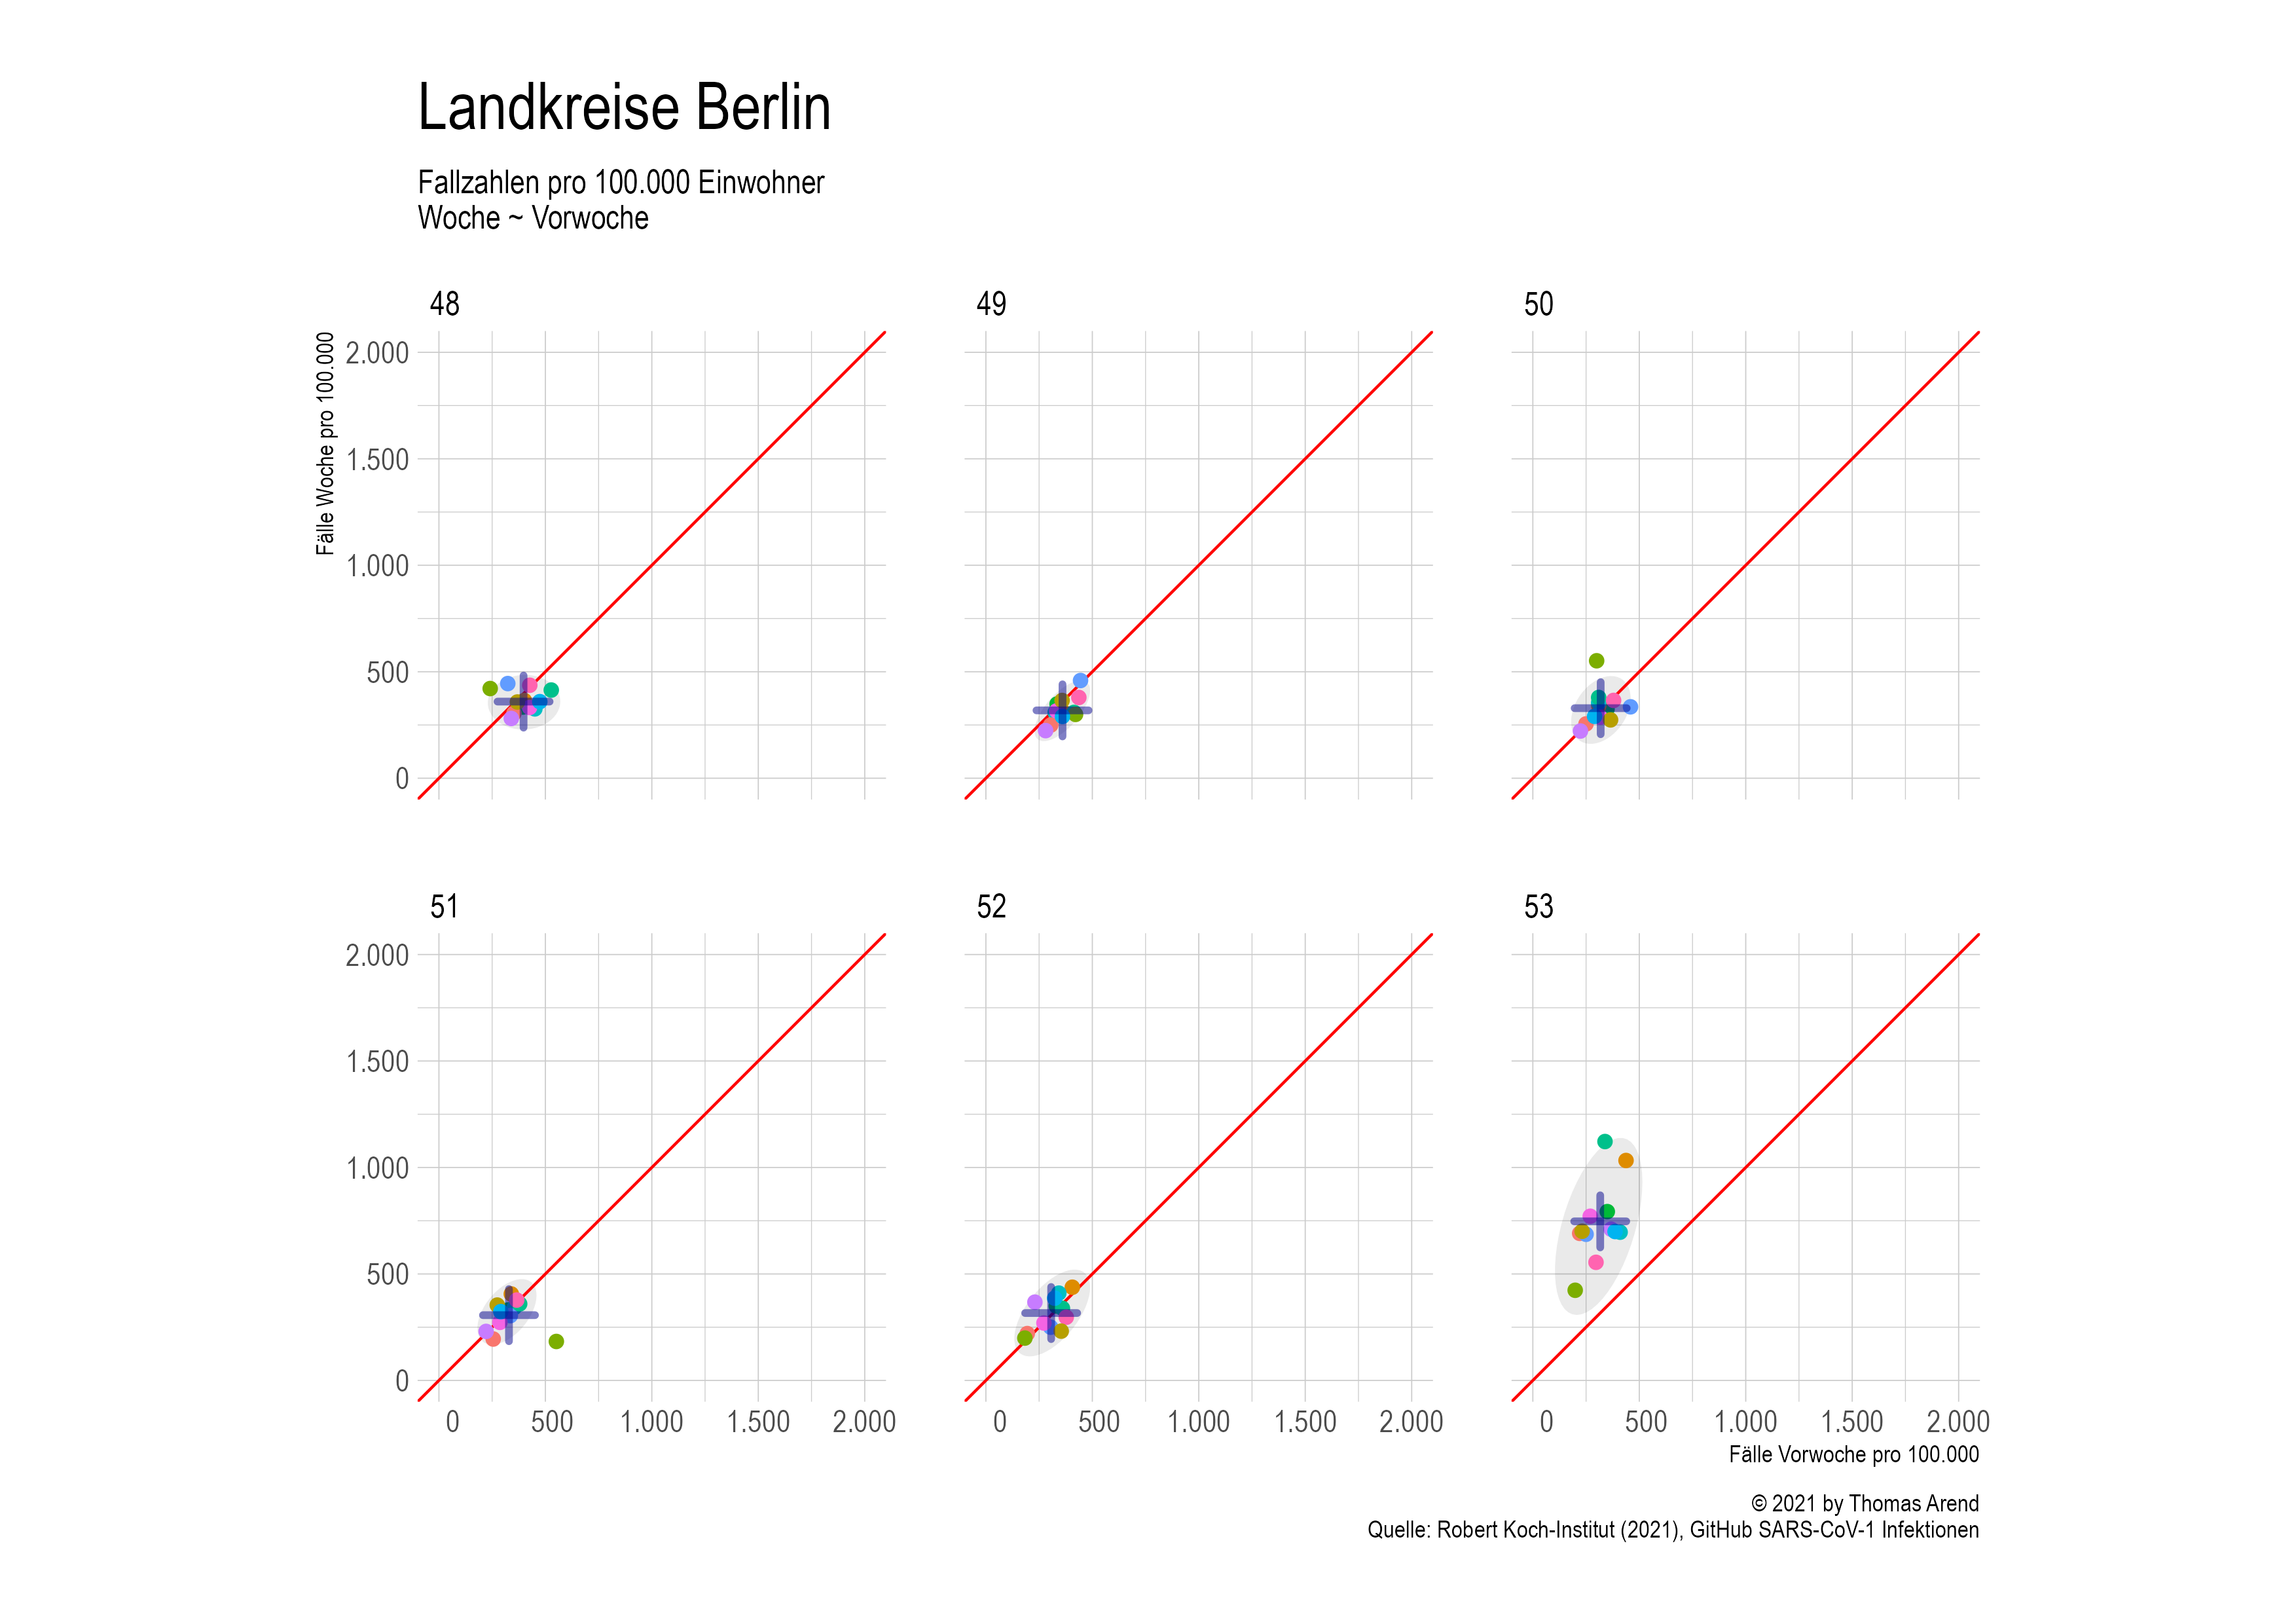 Landkreise Berlin
Fallzahlen pro 100.000 Einwohner
Woche ~ Vorwoche
48
49
50
Fälle Woche pro 100.000
2.000
1.500
1.000
500
0
51
52
53
2.000
1.500
1.000
500
0
0 500 1.000 1.500 2.000
0 500 1.000 1.500 2.000
0 500 1.000 1.500 2.000
Fälle Vorwoche pro 100.000
© 2021 by Thomas Arend
Quelle: Robert Koch-Institut (2021), GitHub SARS-CoV-1 Infektionen